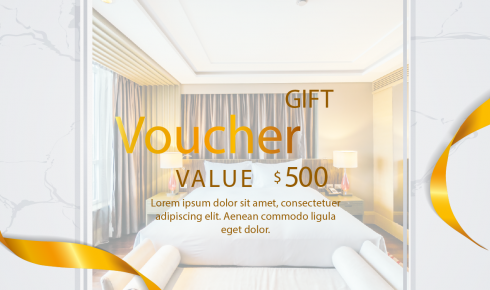 GIFT
Voucher
VALUE $500
Lorem ipsum dolor sit amet, consectetuer
adipiscing elit. Aenean commodo ligula
eget dolor.